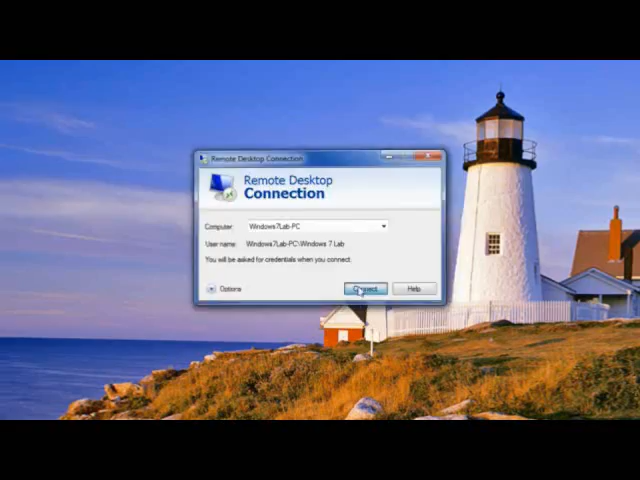 Remote Desktop Connection
Remote Desktop
Connection
Computer: Windows7Lab-PC
User name: Windows7Lab-PC\Windows 7 Lab
You will be asked for credentials when you connect.
Options Connect Help